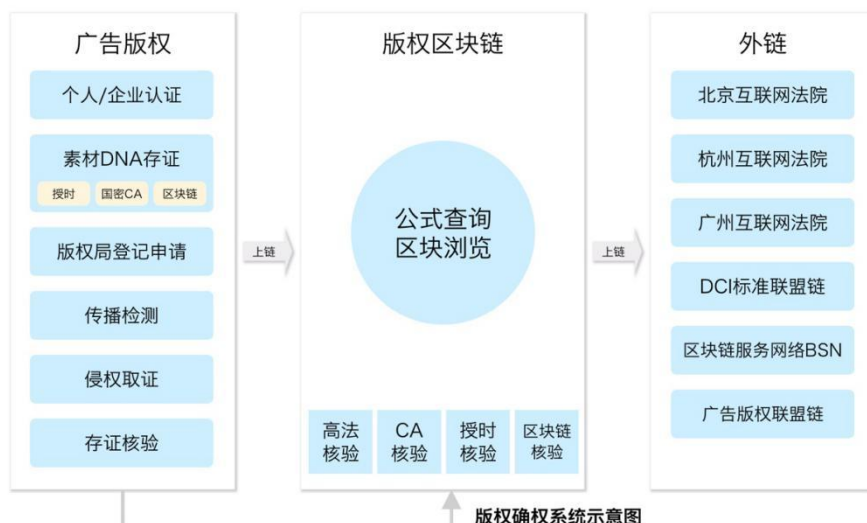 广告版权
个人/企业认证
素材DNA存证
授时
国密CA
区块链
版权局登记申请
传播检测
侵权取证
存证核验
上链
版权区块链
公式查询
区块浏览
高法
核验
CA
核验
授时
核验
区块链
核验
上链
外链
北京互联网法院
杭州互联网法院
广州互联网法院
DCI标准联盟链
区块链服务网络BSN
广告版权联盟链
版权确权系统示意图